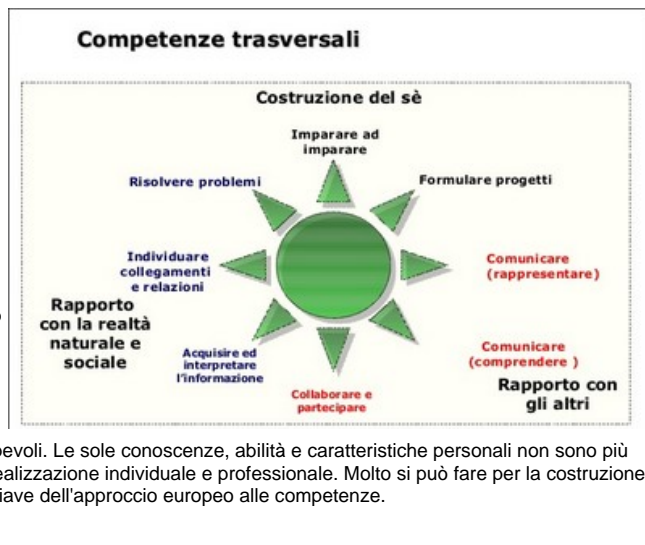 Competenze trasversali
Costruzione del sè
Imparare ad
imparare
Risolvere problemi
Formulare progetti
Individuare
collegamenti
e relazioni
Comunicare
(rappresentare)
Rapporto
con la realtà
naturale e
sociale
Acquisire ed
interpretare
l'informazione
Comunicare
(comprendere )
Collaborare e
partecipare
Rapporto con
gli altri
Le sole conoscenze, abilità e caratteristiche personali non sono più
individuale e professionale. Molto si può fare per la costruzione
dell'approccio europeo alle competenze.